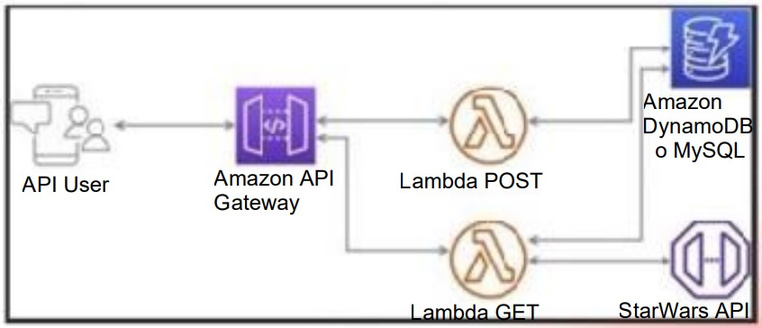 Amazon
DynamoDB
o MySQL
API User
Amazon API
Gateway
Lambda POST
Lambda GET
StarWars API